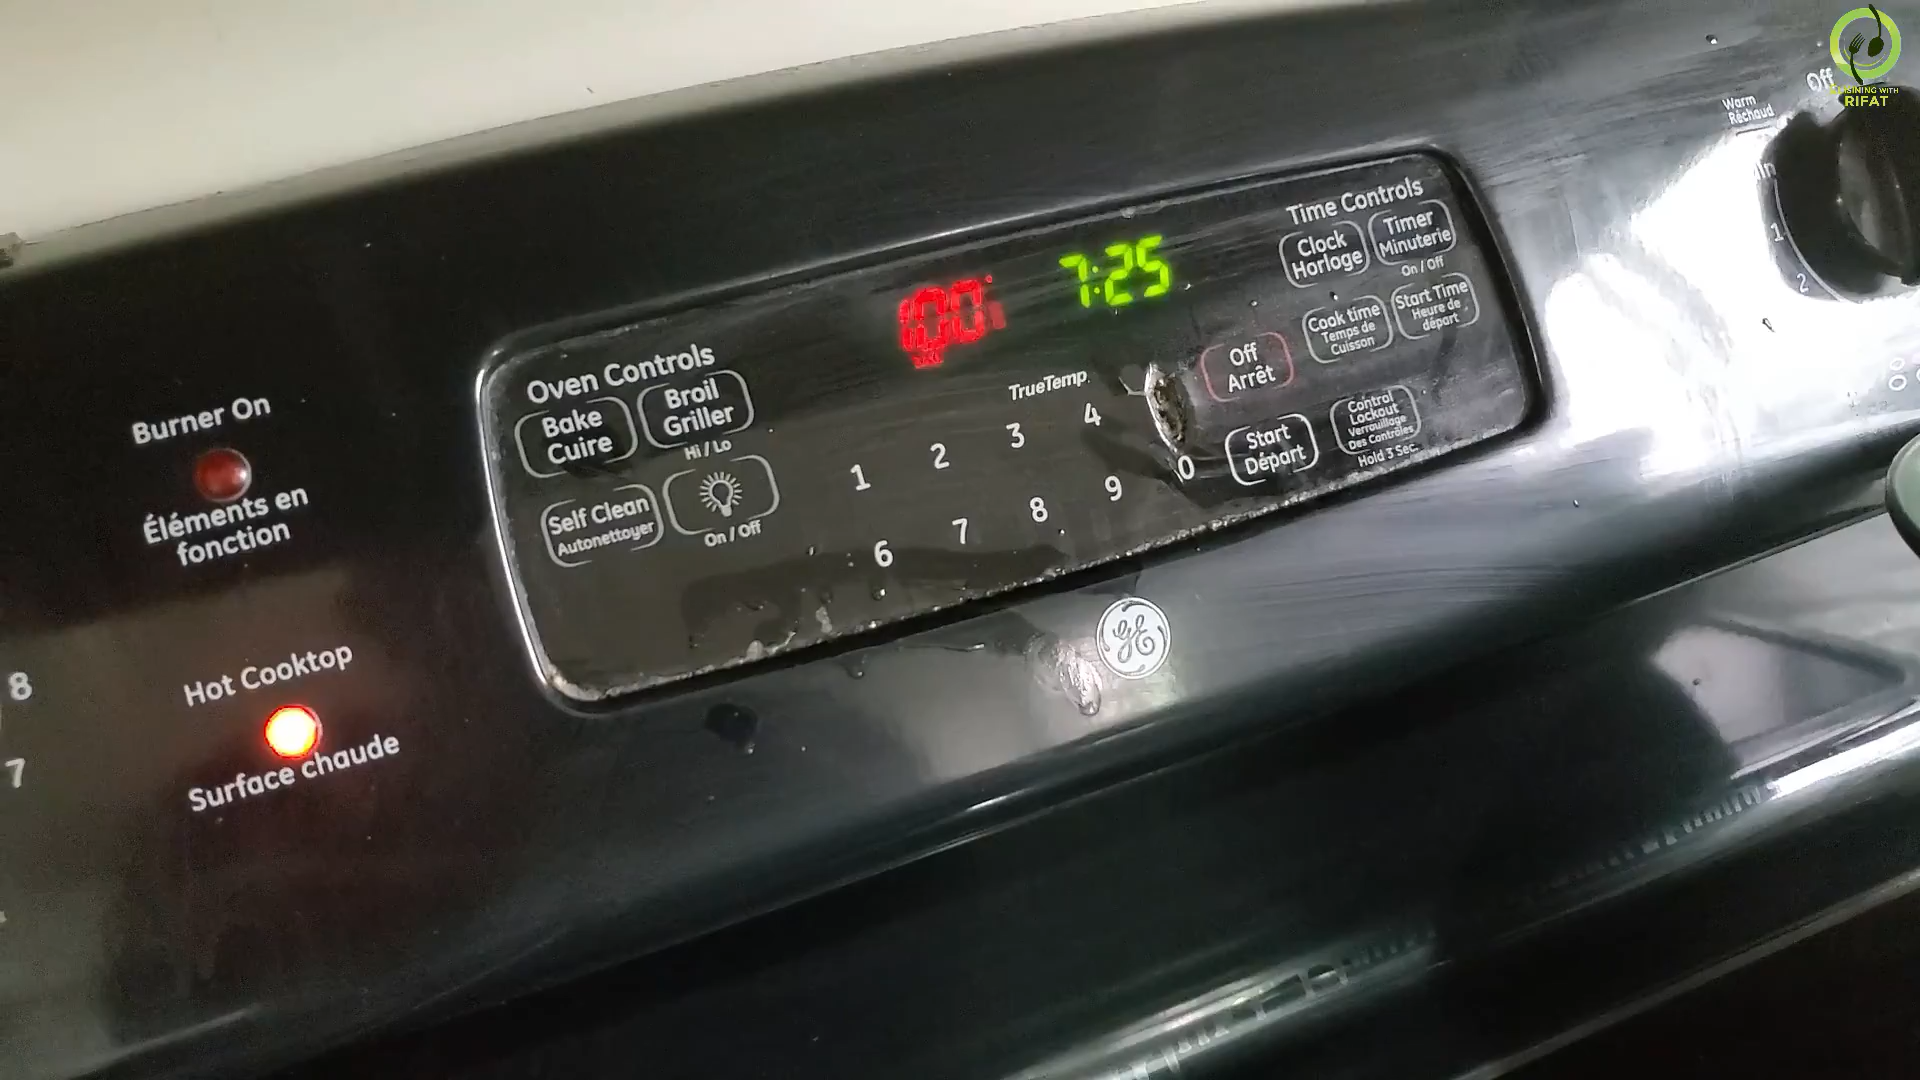 Off
Warm
Réchaud
RIFAT
1
2
Time Controls
Clock
Horloge
Timer
Minuterie
On / Off
Cook time
Temps de
Cuisson
Start Time
Heure de
départ
7:25
Off
Arrêt
Start
Départ
Control
Lockout
Verrouillage
Des Contrôles
Hold 3 Sec.
TrueTemp
1 2 3 4
6 7 8 9 0
Oven Controls
Bake
Cuire
Broil
Griller
Hi / Lo
Self Clean
Autonettoyer
On / Off
GE
Burner On
Éléments en
fonction
Hot Cooktop
Surface chaude
8
7